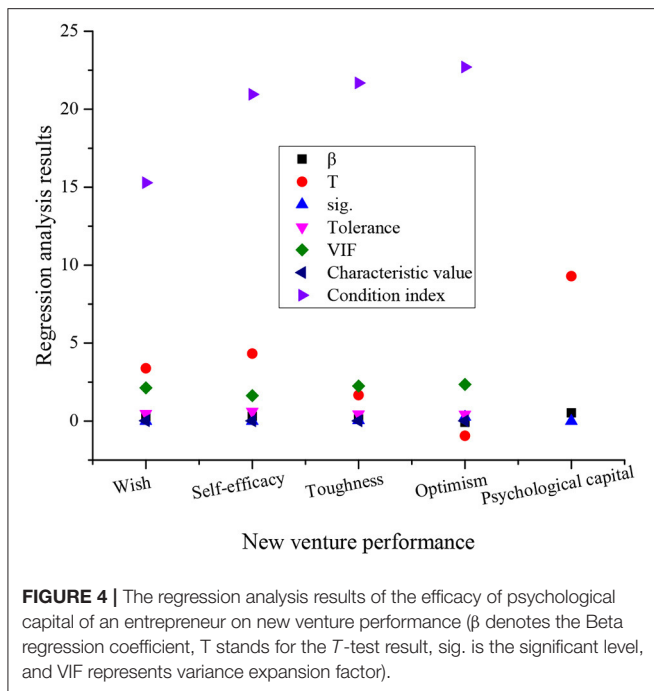 25
20
15
10
5
0
Regression analysis results
β
T
sig.
Tolerance
VIF
Characteristic value
Condition index
Wish
Self-efficacy
Toughness
Optimism
Psychological capital
New venture performance
FIGURE 4 | The regression analysis results of the efficacy of psychological
capital of an entrepreneur on new venture performance (β denotes the Beta
regression coefficient, T stands for the T-test result, sig. is the significant level,
and VIF represents variance expansion factor).